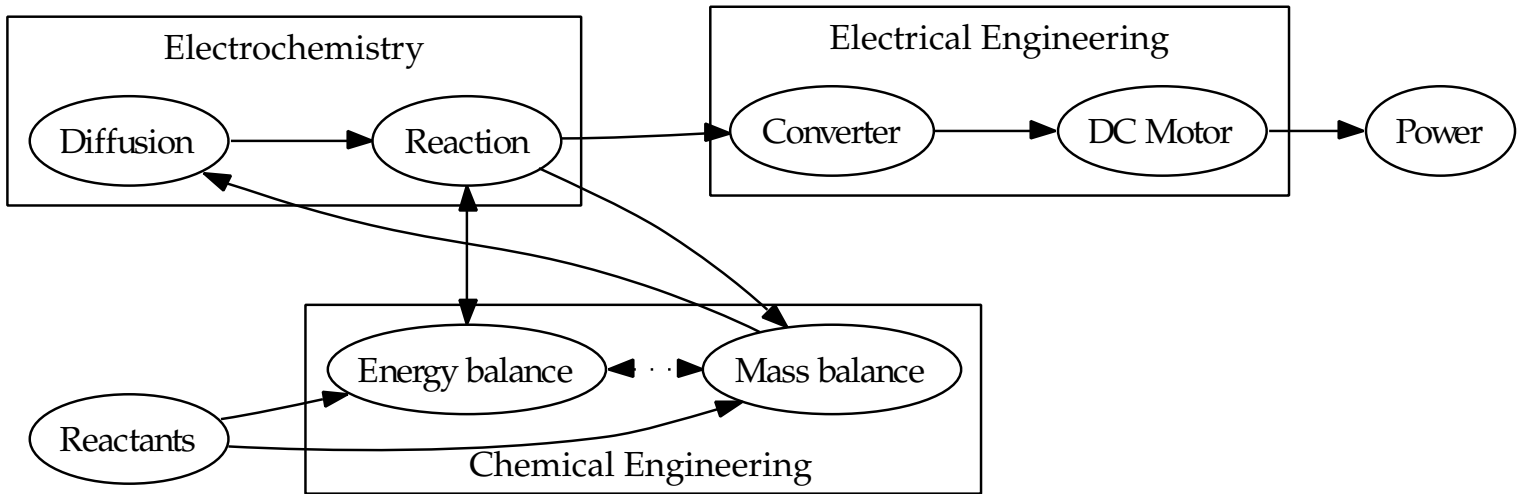 Electrochemistry
Diffusion
Reaction
Electrical Engineering
Converter
DC Motor
Power
Energy balance
Mass balance
Reactants
Chemical Engineering